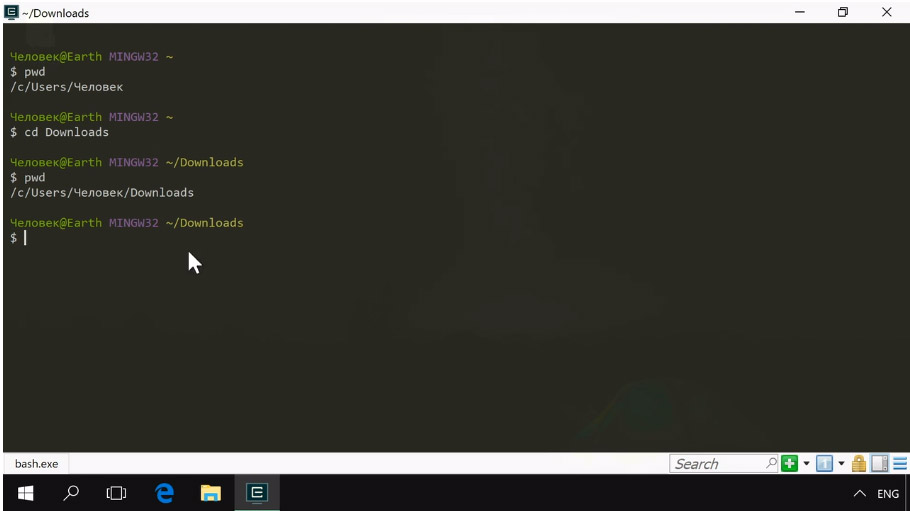 ~/Downloads
Человек@Earth MINGW32 ~
$ pwd
/c/Users/Человек
Человек@Earth MINGW32 ~
$ cd Downloads
Человек@Earth MINGW32 ~/Downloads
$ pwd
/c/Users/Человек/Downloads
Человек@Earth MINGW32 ~/Downloads
$
bash.exe
Search
1
ENG